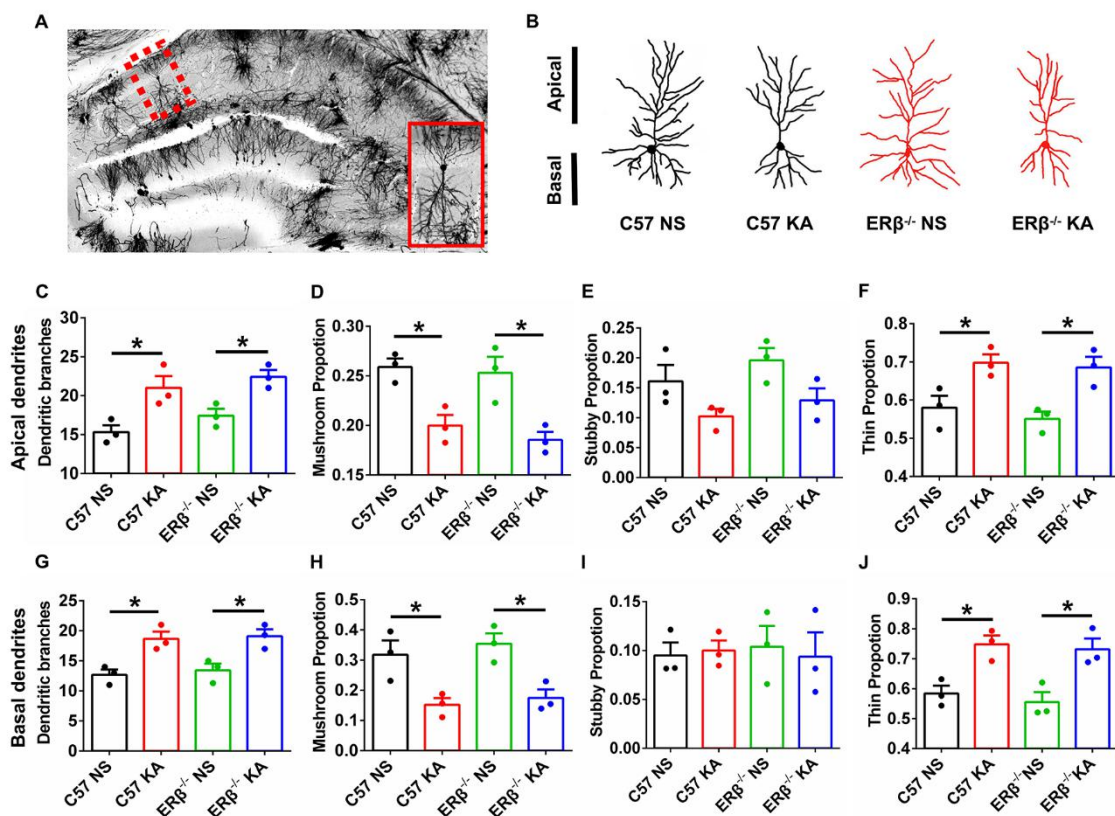 A
B
Apical
Basal
C57 NS
C57 KA
ERβ-/- NS
ERβ-/- KA
Apical dendrites
C
Dendritic branches
25
20
15
10
*
*
C57 NS
C57 KA
ERβ-/- NS
ERβ-/- KA
D
Mushroom Propotion
0.30
0.25
0.20
0.15
*
*
C57 NS
C57 KA
ERβ-/- NS
ERβ-/- KA
E
Stubby Propotion
0.25
0.20
0.15
0.10
0.05
0.00
C57 NS
C57 KA
ERβ-/- NS
ERβ-/- KA
F
Thin Propotion
0.8
0.7
0.6
0.5
0.4
*
*
C57 NS
C57 KA
ERβ-/- NS
ERβ-/- KA
Basal dendrites
G
Dendritic branches
25
20
15
10
5
0
*
*
C57 NS
C57 KA
ERβ-/- NS
ERβ-/- KA
H
Mushroom Propotion
0.5
0.4
0.3
0.2
0.1
0.0
*
*
C57 NS
C57 KA
ERβ-/- NS
ERβ-/- KA
I
Stubby Propotion
0.15
0.10
0.05
0.00
C57 NS
C57 KA
ERβ-/- NS
ERβ-/- KA
J
Thin Propotion
0.9
0.8
0.7
0.6
0.5
0.4
*
*
C57 NS
C57 KA
ERβ-/- NS
ERβ-/- KA